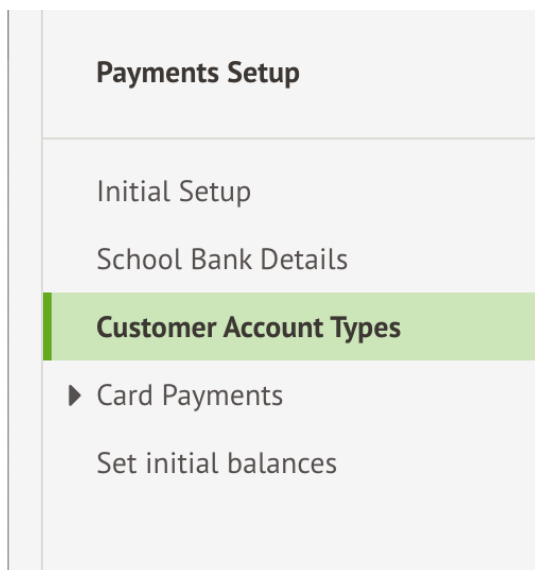 Payments Setup
Initial Setup
School Bank Details
Customer Account Types
Card Payments
Set initial balances